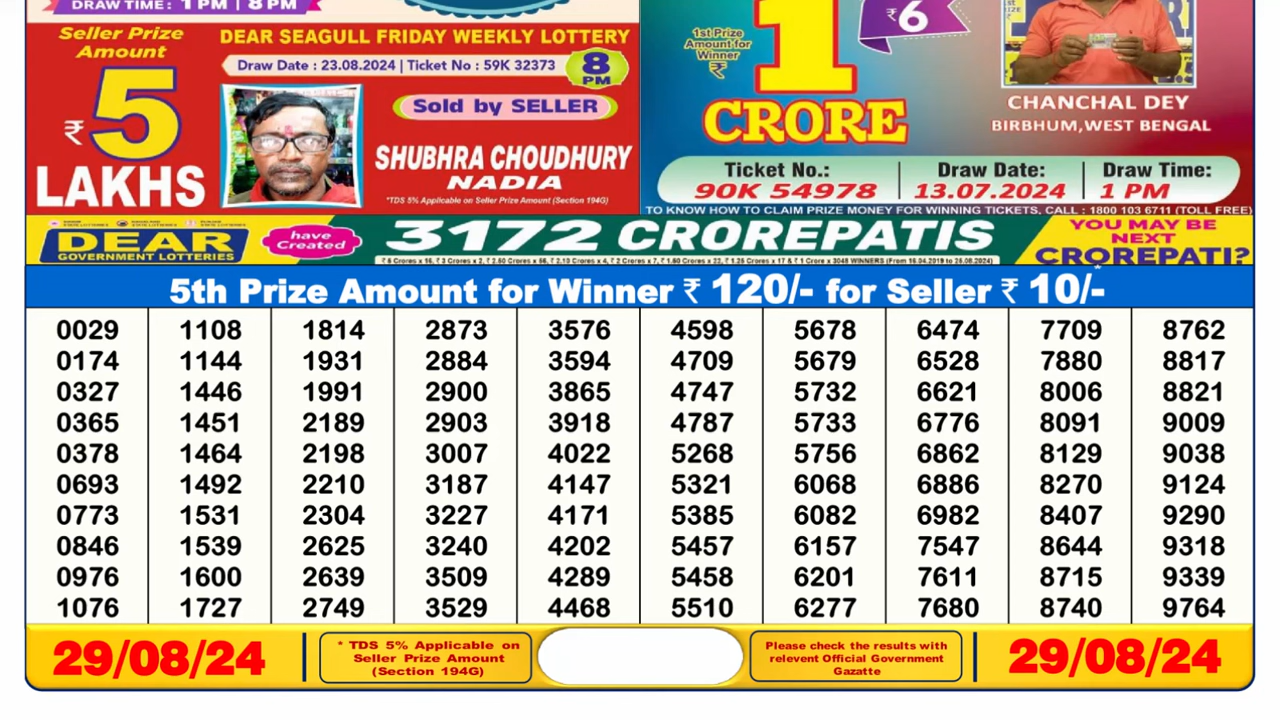 DRAW TIME: 1 PM | 8 PM
Seller Prize
Amount
₹5
LAKHS
DEAR SEAGULL FRIDAY WEEKLY LOTTERY
Draw Date : 23.08.2024 | Ticket No : 59K 32373
8
PM
Sold by SELLER
SHUBHRA CHOUDHURY
NADIA
*TDS 5% Applicable on Seller Prize Amount (Section 194G)
1st Prize
Amount for
Winner
₹
1
CRORE
₹6
CHANCHAL DEY
BIRBHUM, WEST BENGAL
Ticket No.:
90K 54978
Draw Date:
13.07.2024
Draw Time:
1 PM
TO KNOW HOW TO CLAIM PRIZE MONEY FOR WINNING TICKETS, CALL : 1800 103 6711 (TOLL FREE)
DEAR
GOVERNMENT LOTTERIES
have
Created
3172 CROREPATIS
YOU MAY BE
NEXT
CROREPATI?
5th Prize Amount for Winner ₹ 120/- for Seller ₹ 10/-*
0029 1108 1814 2873 3576 4598 5678 6474 7709 8762
0174 1144 1931 2884 3594 4709 5679 6528 7880 8817
0327 1446 1991 2900 3865 4747 5732 6621 8006 8821
0365 1451 2189 2903 3918 4787 5733 6776 8091 9009
0378 1464 2198 3007 4022 5268 5756 6862 8129 9038
0693 1492 2210 3187 4147 5321 6068 6886 8270 9124
0773 1531 2304 3227 4171 5385 6082 6982 8407 9290
0846 1539 2625 3240 4202 5457 6157 7547 8644 9318
0976 1600 2639 3509 4289 5458 6201 7611 8715 9339
1076 1727 2749 3529 4468 5510 6277 7680 8740 9764
29/08/24
* TDS 5% Applicable on
Seller Prize Amount
(Section 194G)
Please check the results with
relevent Official Government
Gazatte
29/08/24